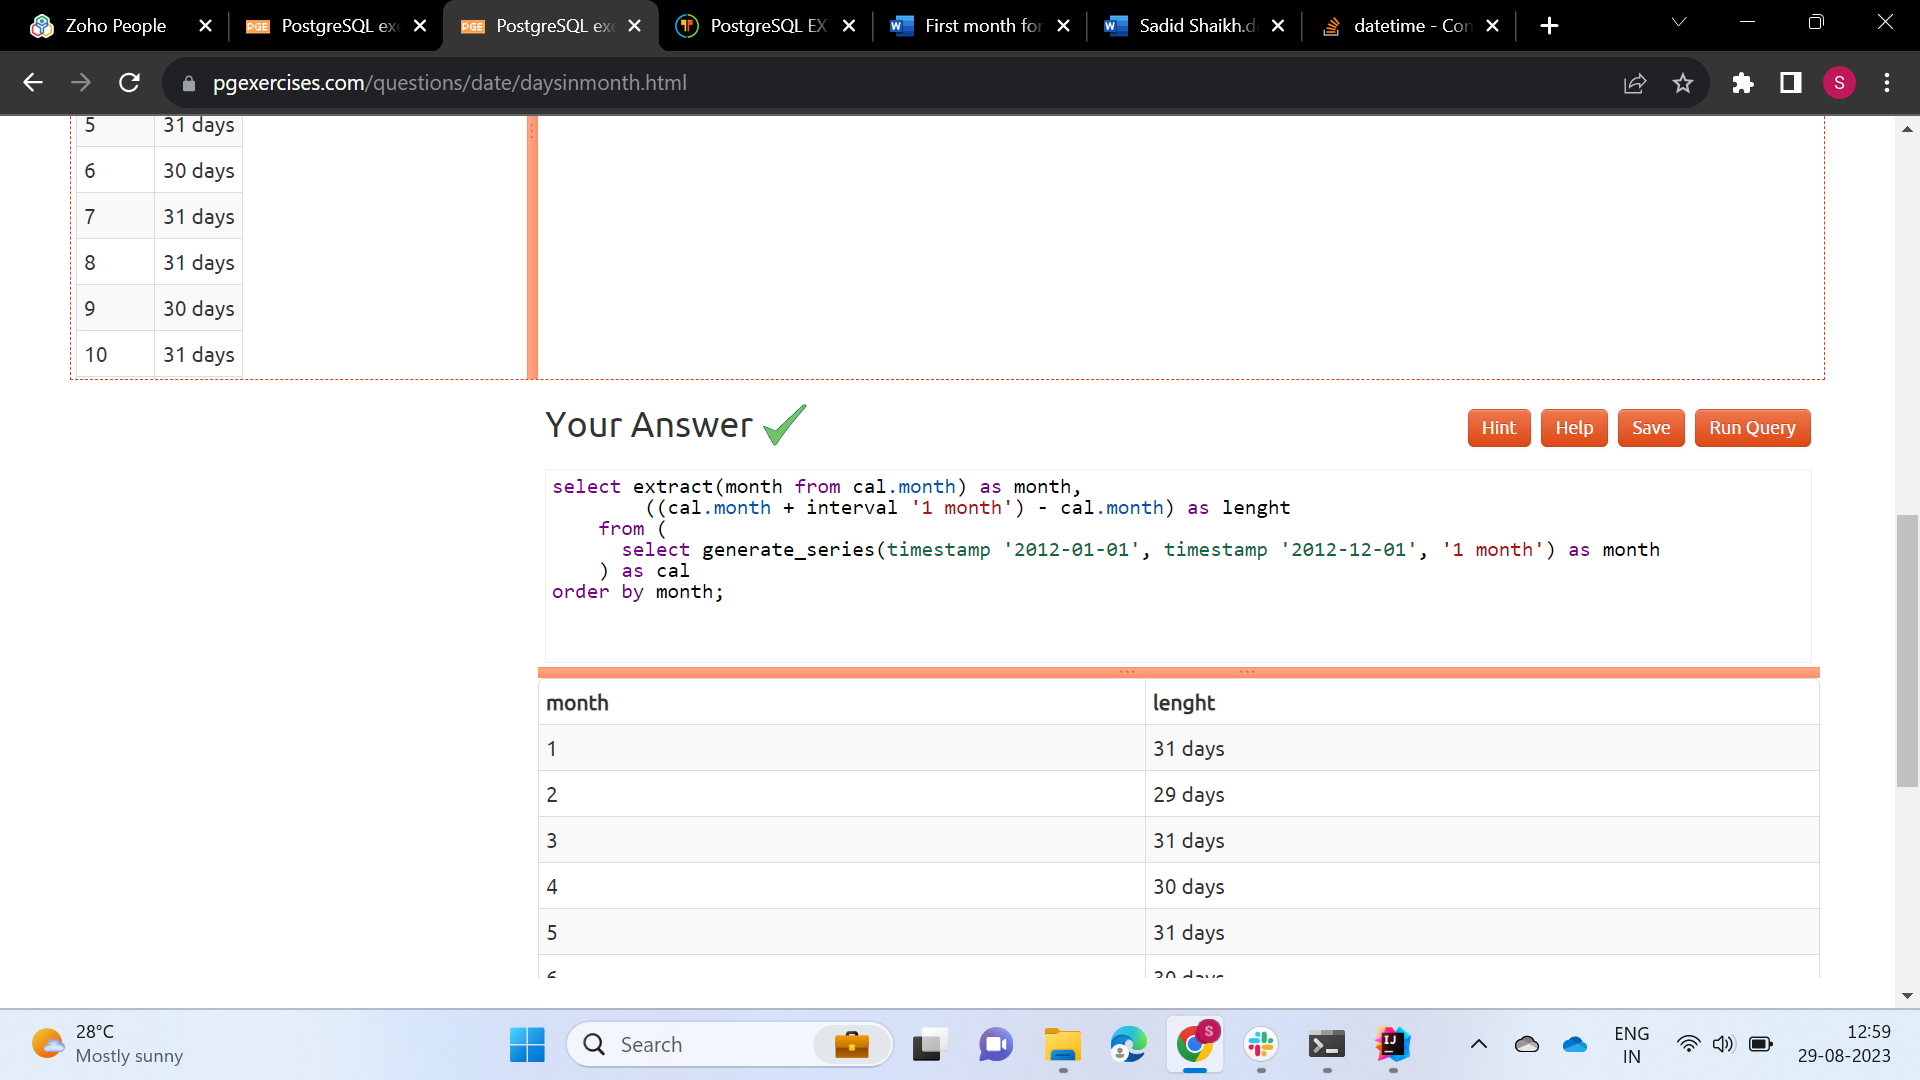 Zoho People
PostgreSQL exe
PostgreSQL exe
PostgreSQL EX
First month for
Sadid Shaikh.d
datetime - Con
pgexercises.com/questions/date/daysinmonth.html
S
5 31 days
6 30 days
7 31 days
8 31 days
9 30 days
10 31 days
Your Answer
Hint Help Save Run Query
select extract(month from cal.month) as month,
((cal.month + interval '1 month') - cal.month) as lenght
from (
select generate_series(timestamp '2012-01-01', timestamp '2012-12-01', '1 month') as month
) as cal
order by month;
month lenght
1 31 days
2 29 days
3 31 days
4 30 days
5 31 days
6 30 days
28°C
Mostly sunny
Search
S
ENG
IN
12:59
29-08-2023